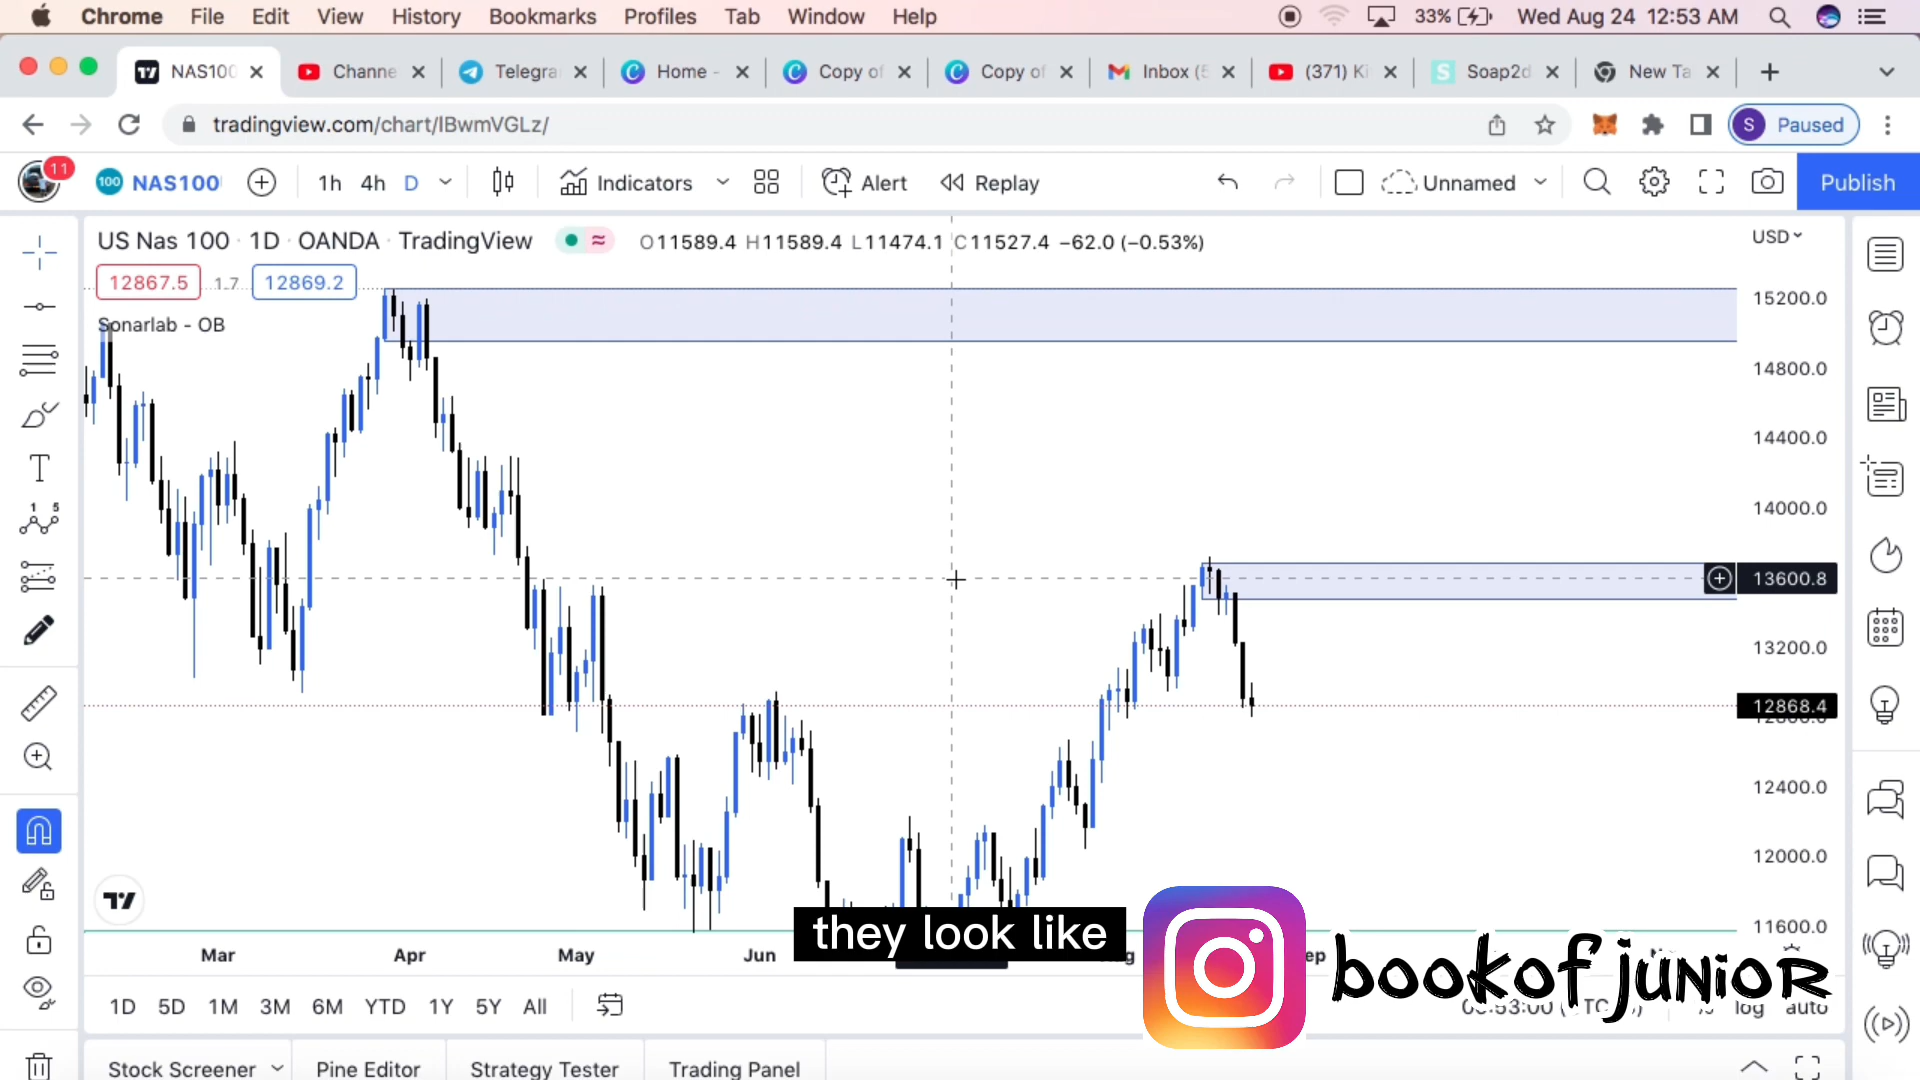 Chrome File Edit View History Bookmarks Profiles Tab Window Help 33% Wed Aug 24 12:53 AM
NAS100 Channe Telegra Home - Copy of Copy of Inbox (5 (371) Ki Soap2d New Ta
tradingview.com/chart/IBwmVGLz/ S Paused
11 100 NAS100 1h 4h D Indicators Alert Replay Unnamed Publish
US Nas 100 · 1D · OANDA · TradingView O11589.4 H11589.4 L11474.1 C11527.4 −62.0 (−0.53%) USD
12867.5 1.7 12869.2
15200.0
Sonarlab - OB
14800.0
14400.0
14000.0
13600.8
13200.0
12868.4
12400.0
12000.0
11600.0
they look like
Mar Apr May Jun
bookofjunior
1D 5D 1M 3M 6M YTD 1Y 5Y All log auto
Stock Screener Pine Editor Strategy Tester Trading Panel